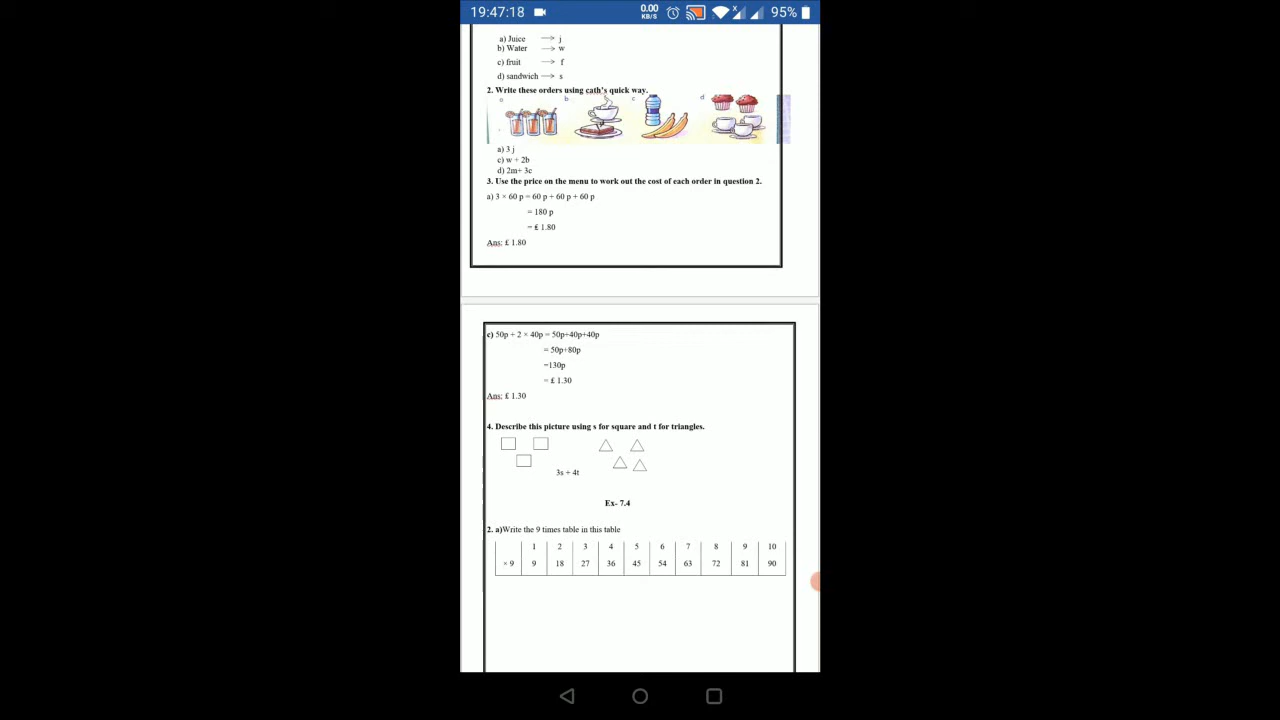 19:47:18 0.00 KB/S 95%
a) Juice → j
b) Water → w
c) fruit → f
d) sandwich → s
2. Write these orders using cath's quick way.
a b c d
a) 3 j
c) w + 2b
d) 2m+ 3c
3. Use the price on the menu to work out the cost of each order in question 2.
a) 3 × 60 p = 60 p + 60 p + 60 p
= 180 p
= £ 1.80
Ans: £ 1.80
c) 50p + 2 × 40p = 50p+40p+40p
= 50p+80p
=130p
= £ 1.30
Ans: £ 1.30
4. Describe this picture using s for square and t for triangles.
3s + 4t
Ex- 7.4
2. a)Write the 9 times table in this table
1 2 3 4 5 6 7 8 9 10
× 9 9 18 27 36 45 54 63 72 81 90